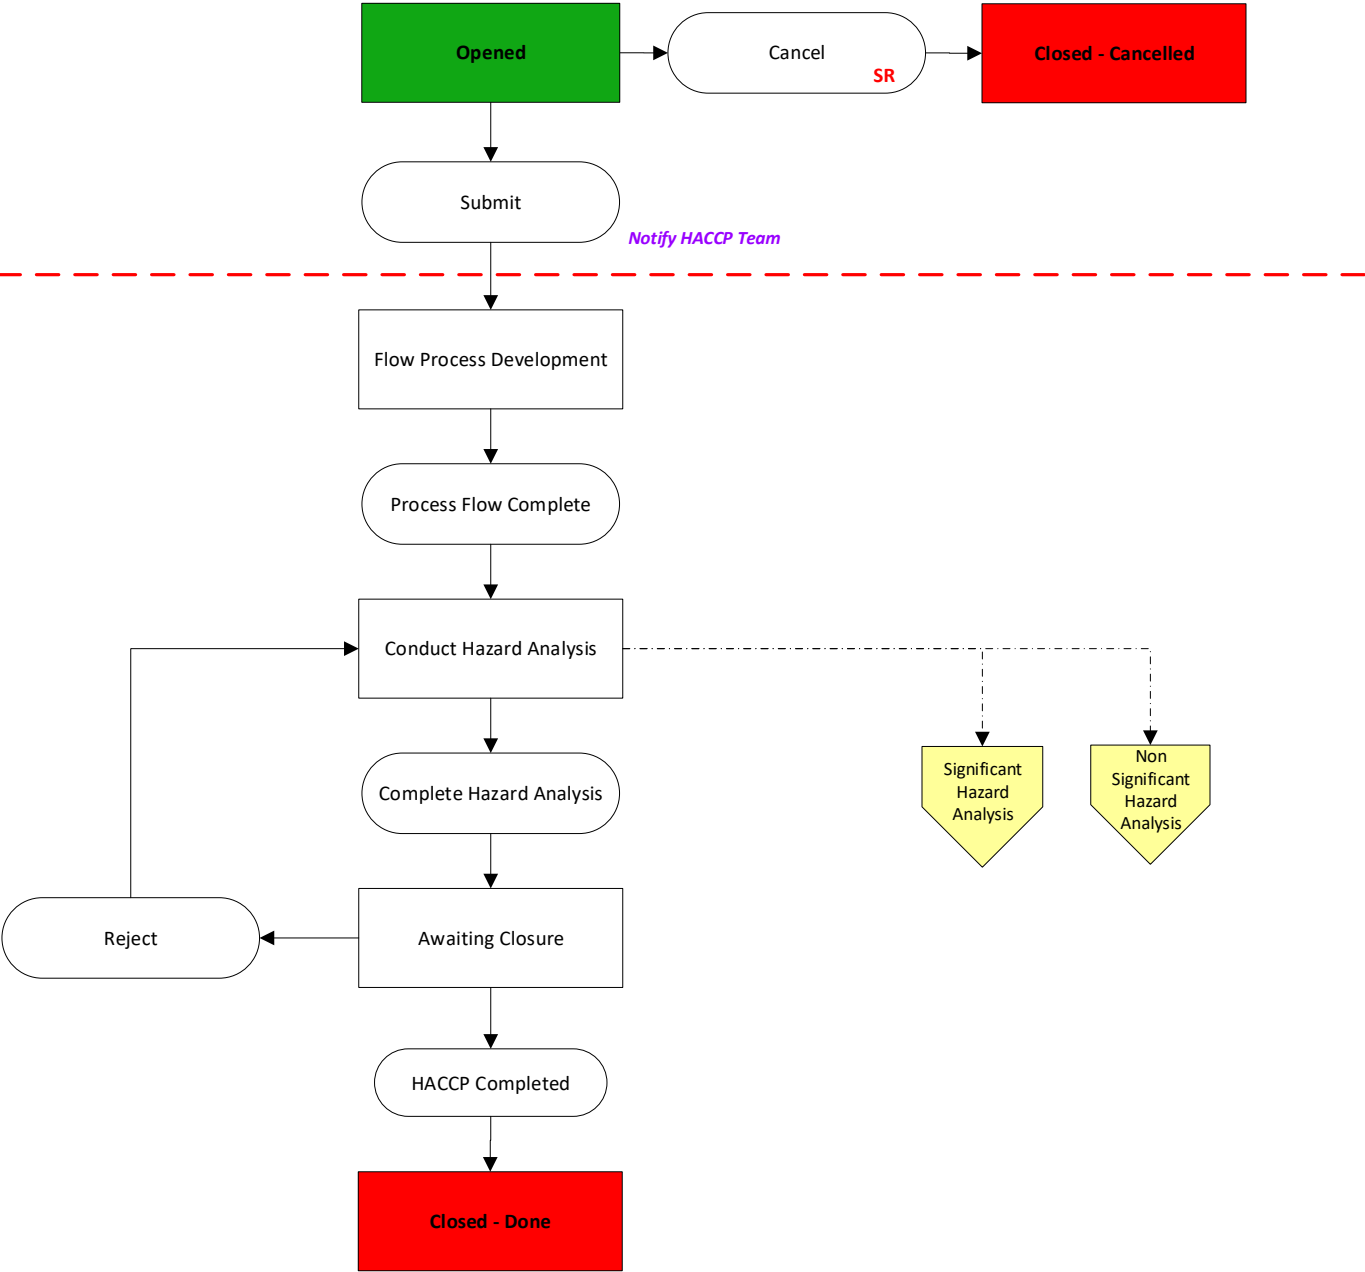 Opened
Cancel
SR
Closed - Cancelled
Submit
Notify HACCP Team
Flow Process Development
Process Flow Complete
Conduct Hazard Analysis
Significant
Hazard
Analysis
Non
Significant
Hazard
Analysis
Complete Hazard Analysis
Reject
Awaiting Closure
HACCP Completed
Closed - Done